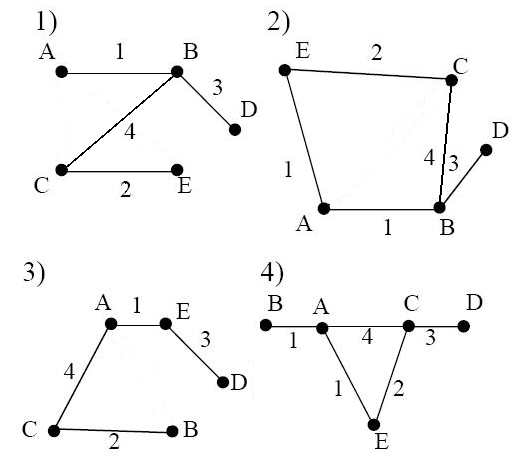 1)
A 1 B
3
D
4
C 2 E
2)
E 2 C
D
1
4 3
A 1 B
3)
A 1 E
3
4
D
C 2 B
4)
B A C D
1 4 3
1 2
E